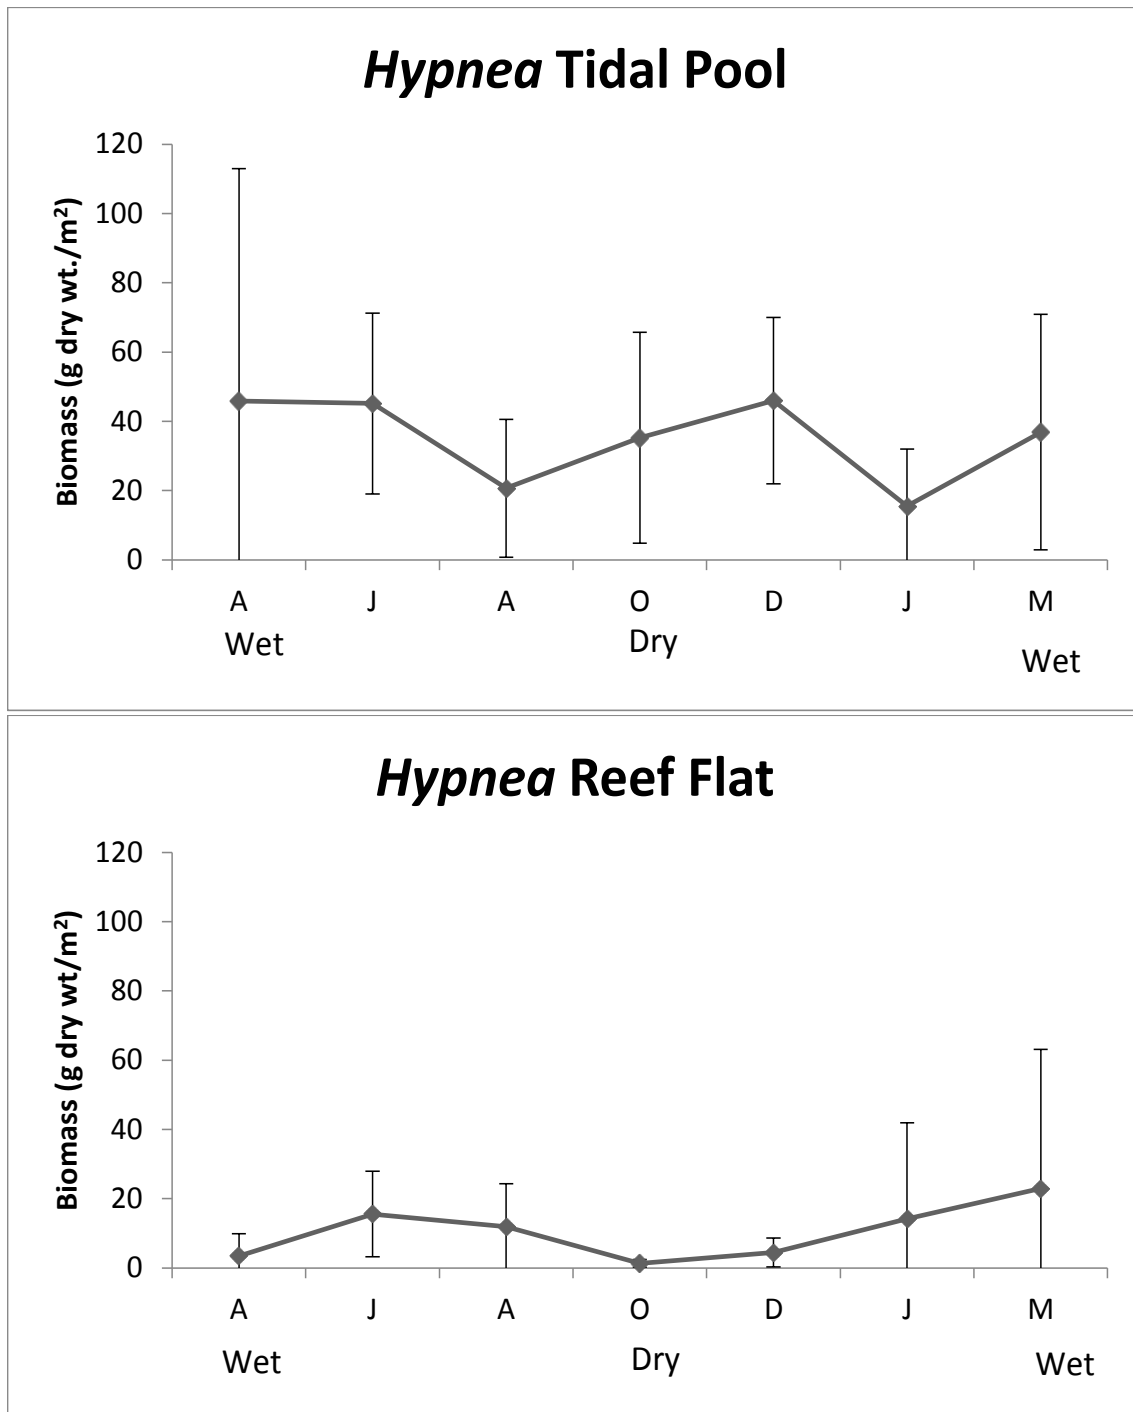 Hypnea Tidal Pool
Biomass (g dry wt./m²)
120
100
80
60
40
20
0
A J A O D J M
Wet Dry Wet
Hypnea Reef Flat
Biomass (g dry wt/m²)
120
100
80
60
40
20
0
A J A O D J M
Wet Dry Wet